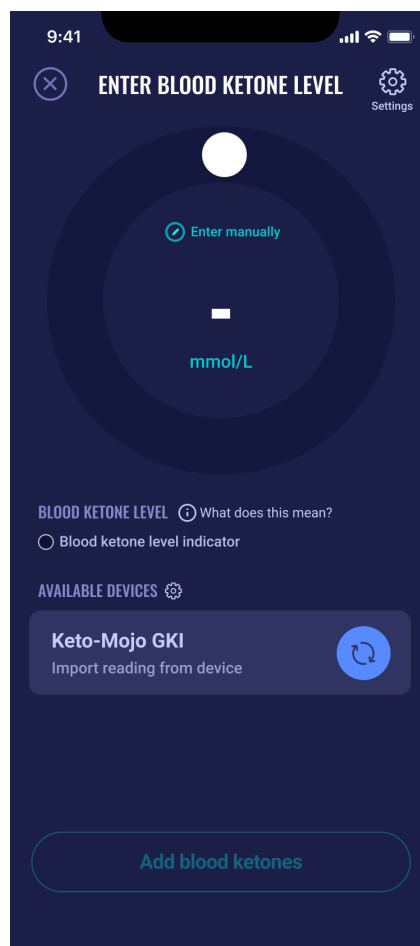 9:41
ENTER BLOOD KETONE LEVEL
Settings
Enter manually
-
mmol/L
BLOOD KETONE LEVEL What does this mean?
Blood ketone level indicator
AVAILABLE DEVICES
Keto-Mojo GKI
Import reading from device
Add blood ketones